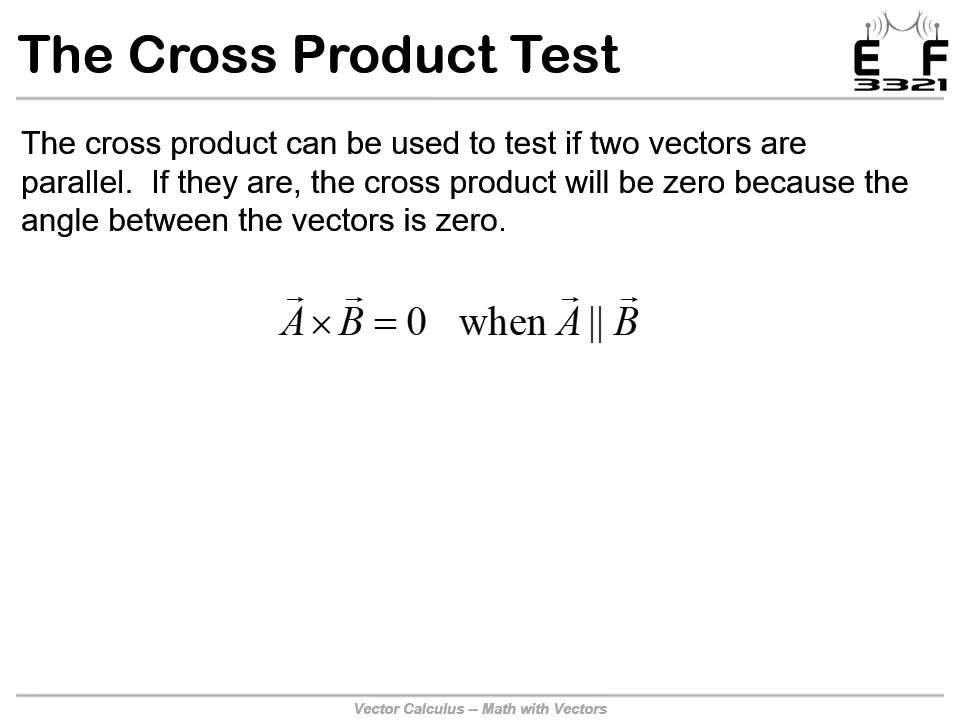 The Cross Product Test
E F
3321
The cross product can be used to test if two vectors are
parallel.  If they are, the cross product will be zero because the
angle between the vectors is zero.
A⃗ × B⃗ = 0   when A⃗ || B⃗
Vector Calculus -- Math with Vectors